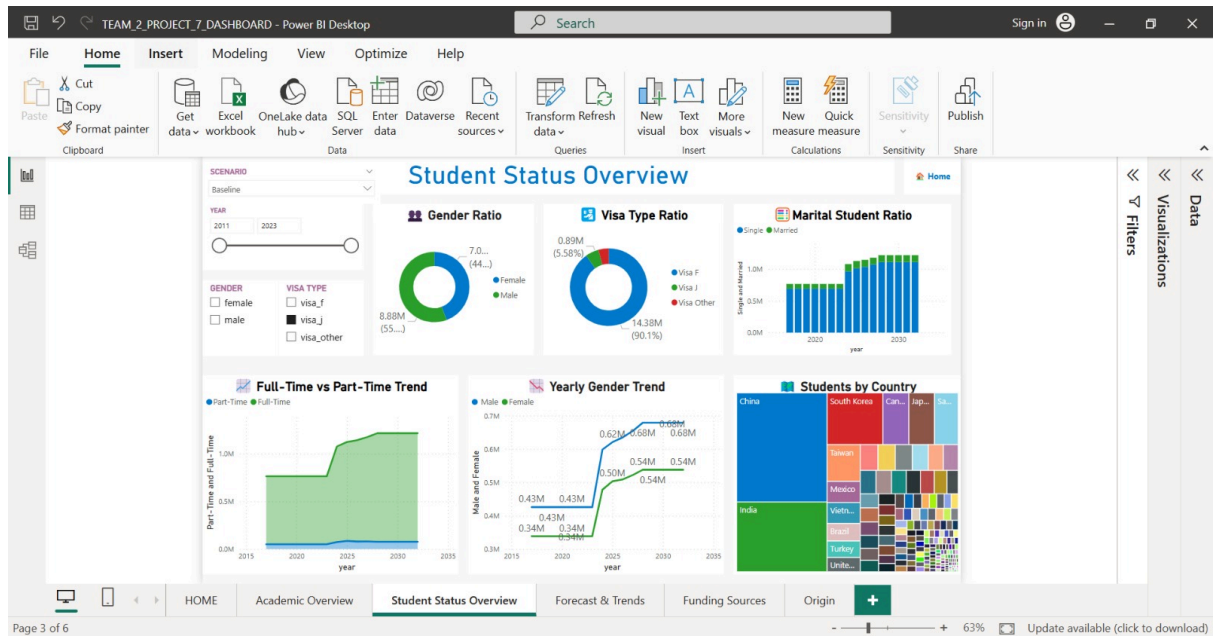 TEAM_2_PROJECT_7_DASHBOARD - Power BI Desktop
Search
Sign in
File Home Insert Modeling View Optimize Help
Paste
Cut
Copy
Format painter
Clipboard
Get data
Excel workbook
OneLake data hub
SQL Server
Enter data
Dataverse
Recent sources
Data
Transform data
Refresh
Queries
New visual
Text box
More visuals
Insert
New measure
Quick measure
Calculations
Sensitivity
Sensitivity
Publish
Share
SCENARIO
Baseline
Student Status Overview
Home
YEAR
2011 2023
GENDER
female
male
VISA TYPE
visa_f
visa_j
visa_other
Gender Ratio
7.0...
(44...)
8.88M
(55....)
Female
Male
Visa Type Ratio
0.89M
(5.58%)
14.38M
(90.1%)
Visa F
Visa J
Visa Other
Marital Student Ratio
Single Married
Single and Married
1.0M
0.5M
0.0M
2020 2030
year
Full-Time vs Part-Time Trend
Part-Time Full-Time
Part-Time and Full-Time
1.0M
0.5M
0.0M
2015 2020 2025 2030 2035
year
Yearly Gender Trend
Male Female
Male and Female
0.7M
0.6M
0.5M
0.4M
0.3M
0.68M
0.62M 0.68M 0.68M
0.54M 0.54M
0.50M 0.54M
0.43M 0.43M
0.43M
0.34M 0.34M
0.34M
2015 2020 2025 2030 2035
year
Students by Country
China
India
South Korea
Can...
Jap...
Sa...
Taiwan
Mexico
Vietn...
Brazil
Turkey
Unite...
Filters
Visualizations
Data
HOME Academic Overview Student Status Overview Forecast & Trends Funding Sources Origin
Page 3 of 6
- + 63%
Update available (click to download)